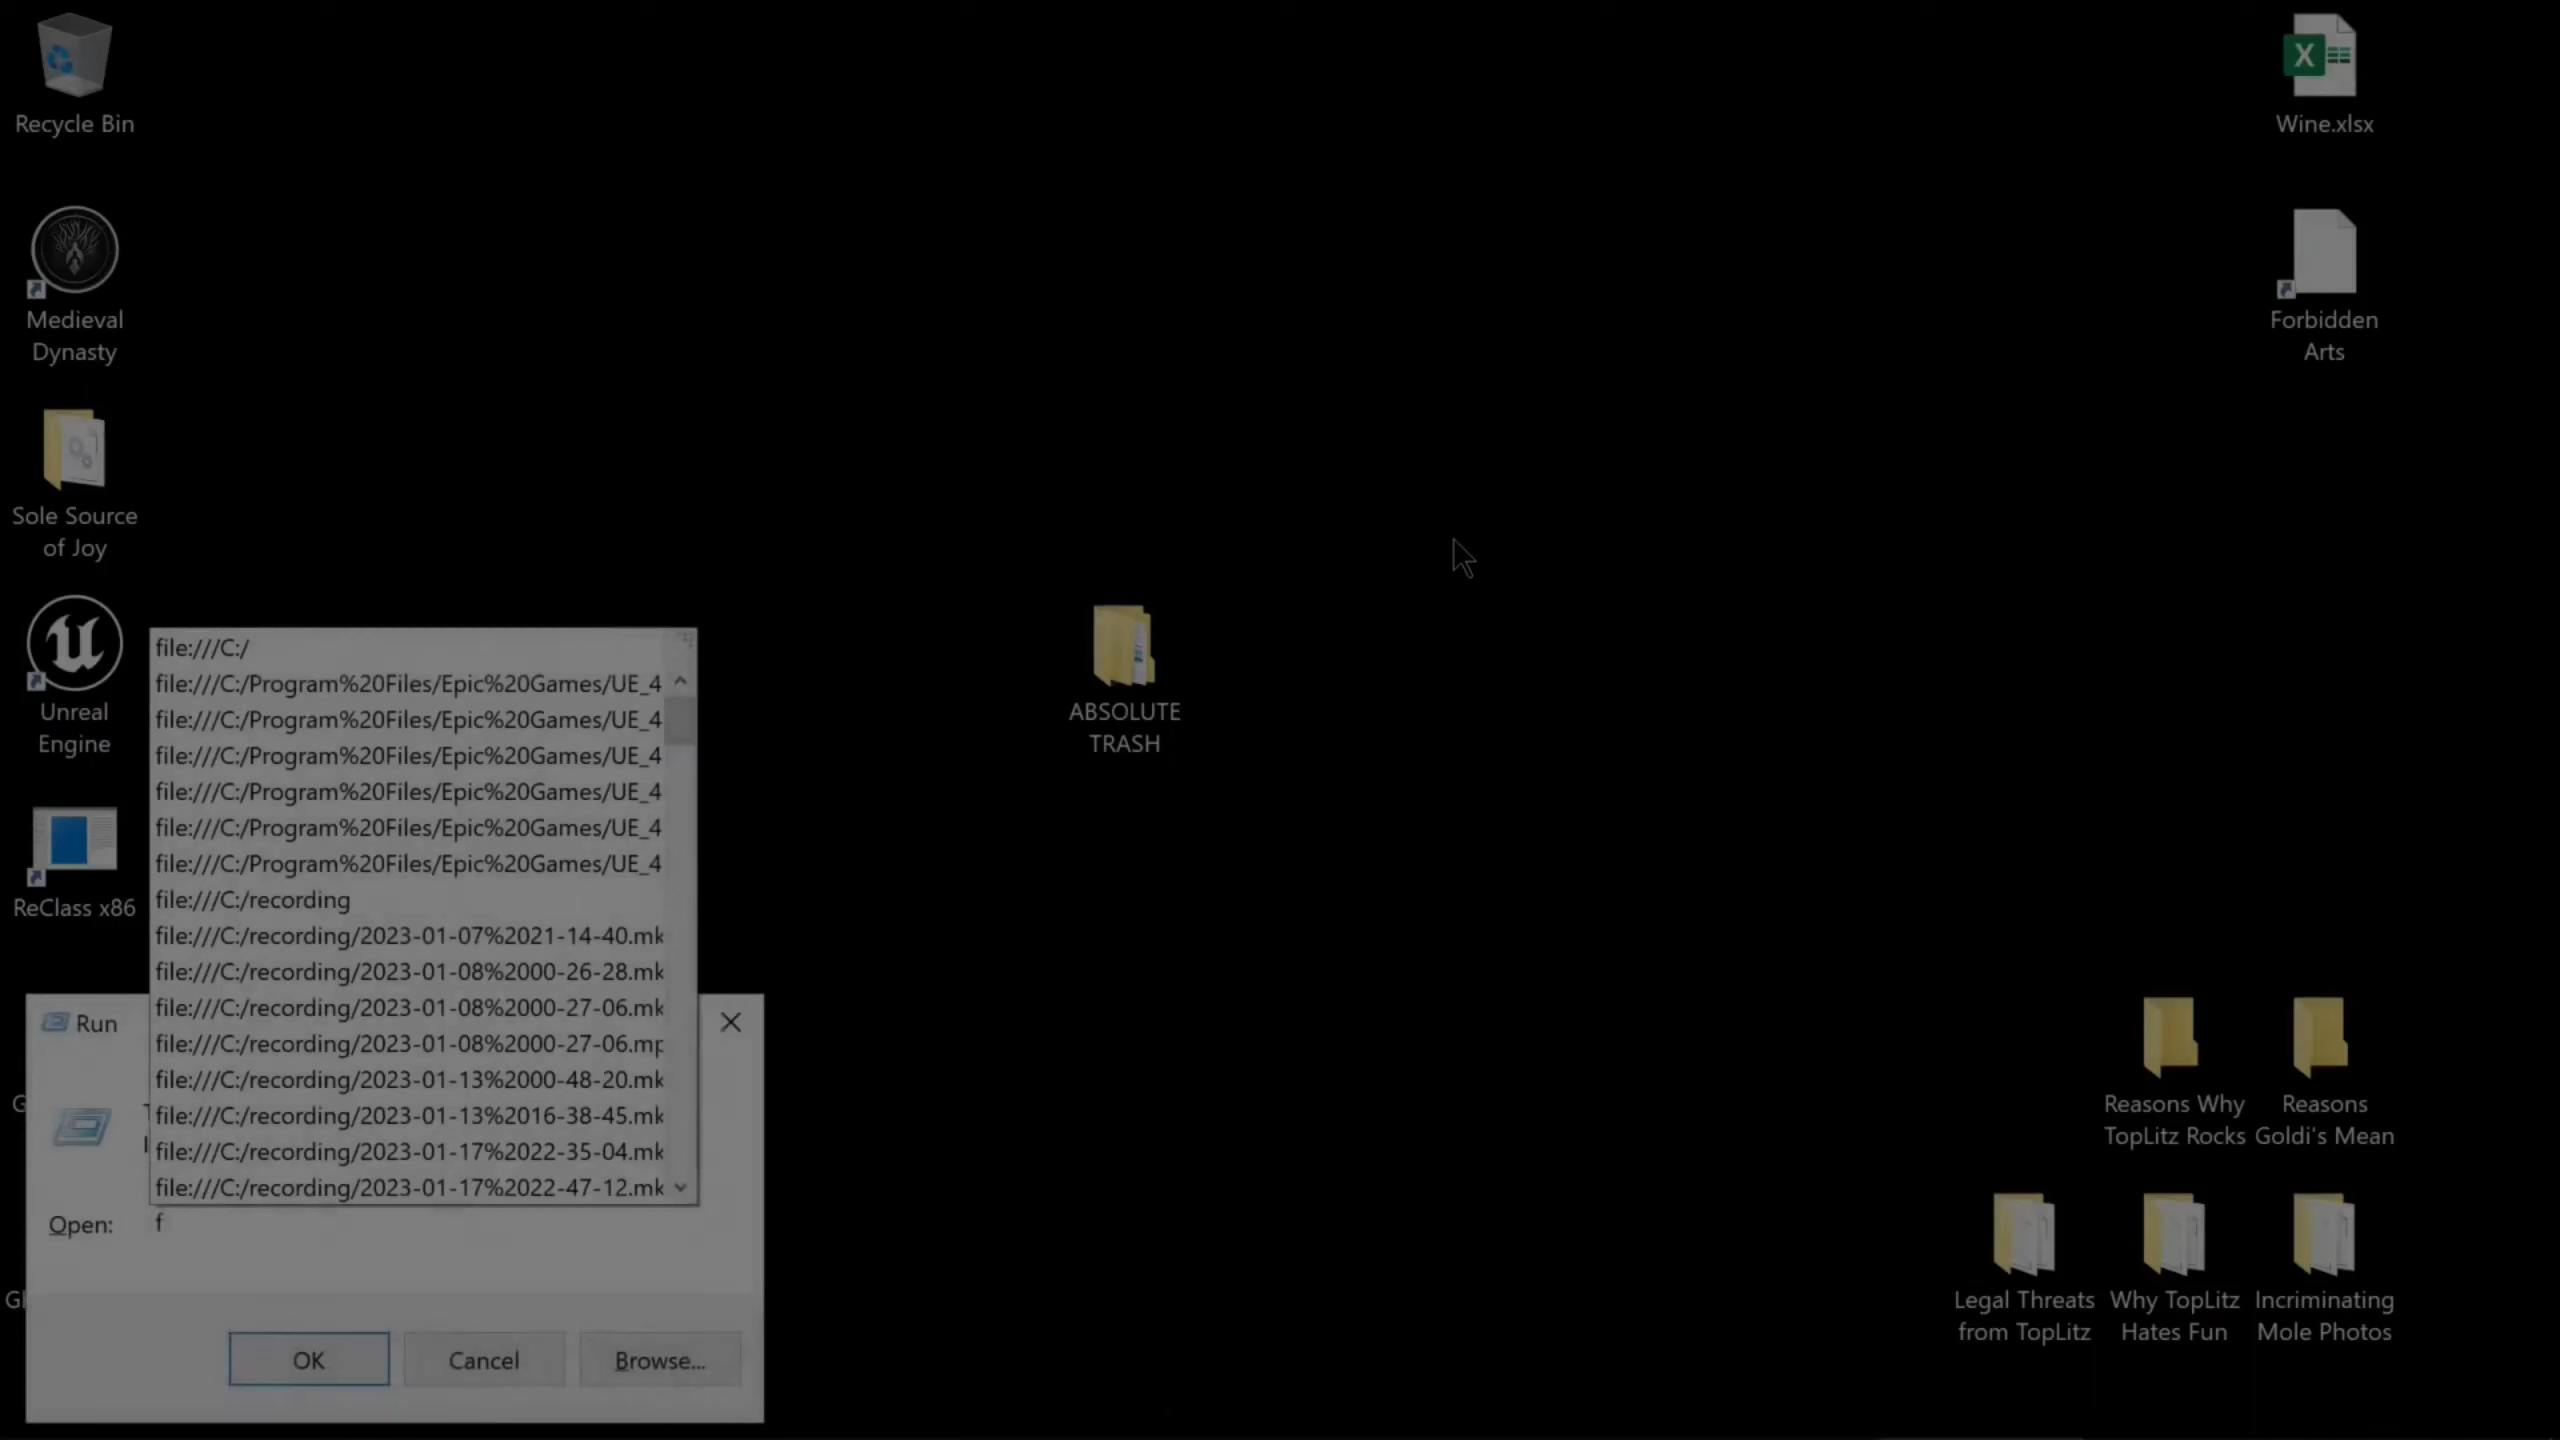 Recycle Bin
Wine.xlsx
Medieval
Dynasty
Forbidden
Arts
Sole Source
of Joy
Unreal
Engine
ABSOLUTE
TRASH
ReClass x86
file:///C:/
file:///C:/Program%20Files/Epic%20Games/UE_4
file:///C:/Program%20Files/Epic%20Games/UE_4
file:///C:/Program%20Files/Epic%20Games/UE_4
file:///C:/Program%20Files/Epic%20Games/UE_4
file:///C:/Program%20Files/Epic%20Games/UE_4
file:///C:/Program%20Files/Epic%20Games/UE_4
file:///C:/recording
file:///C:/recording/2023-01-07%2021-14-40.mk
file:///C:/recording/2023-01-08%2000-26-28.mk
file:///C:/recording/2023-01-08%2000-27-06.mk
file:///C:/recording/2023-01-08%2000-27-06.mp
file:///C:/recording/2023-01-13%2000-48-20.mk
file:///C:/recording/2023-01-13%2016-38-45.mk
file:///C:/recording/2023-01-17%2022-35-04.mk
file:///C:/recording/2023-01-17%2022-47-12.mk
Run
Open: f
OK
Cancel
Browse...
Reasons Why
TopLitz Rocks
Reasons
Goldi's Mean
Legal Threats
from TopLitz
Why TopLitz
Hates Fun
Incriminating
Mole Photos